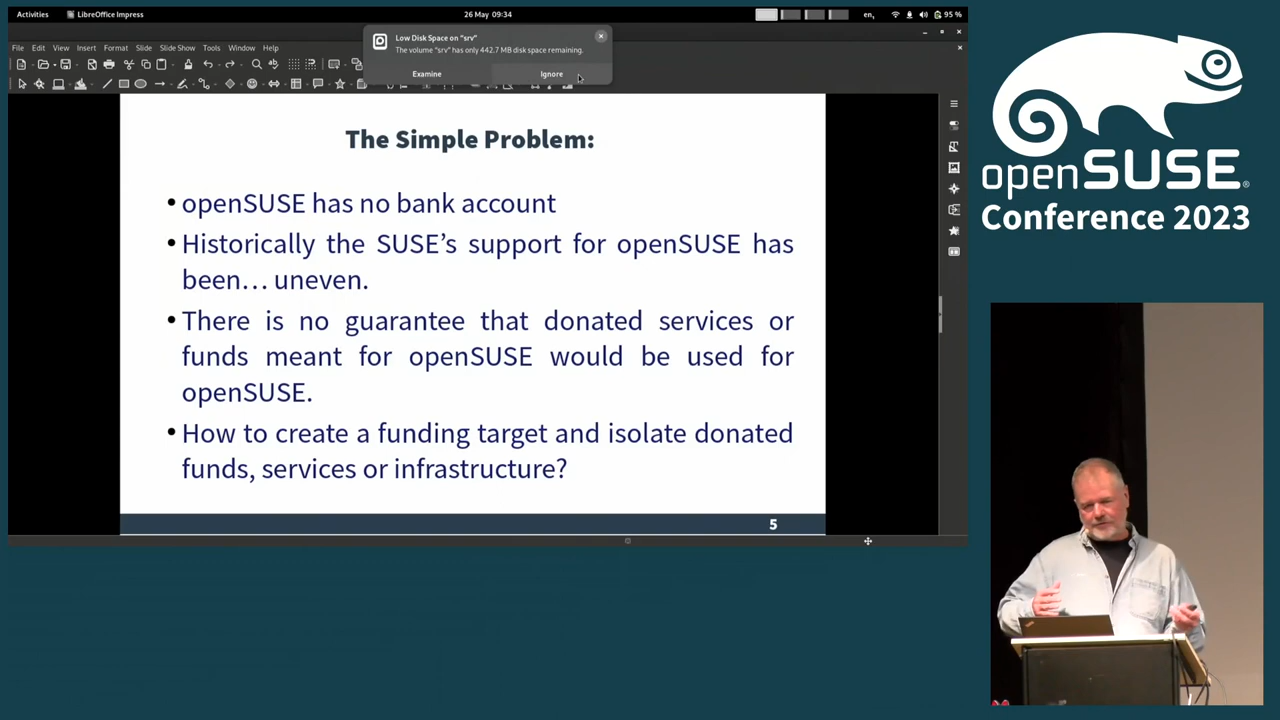 Activities
LibreOffice Impress
26 May 09:34
en,
95 %
Low Disk Space on "srv"
The volume "srv" has only 442.7 MB disk space remaining.
Examine
Ignore
File Edit View Insert Format Slide Slide Show Tools Window Help
The Simple Problem:
• openSUSE has no bank account
• Historically the SUSE’s support for openSUSE has
been… uneven.
• There is no guarantee that donated services or
funds meant for openSUSE would be used for
openSUSE.
• How to create a funding target and isolate donated
funds, services or infrastructure?
5
openSUSE®
Conference 2023